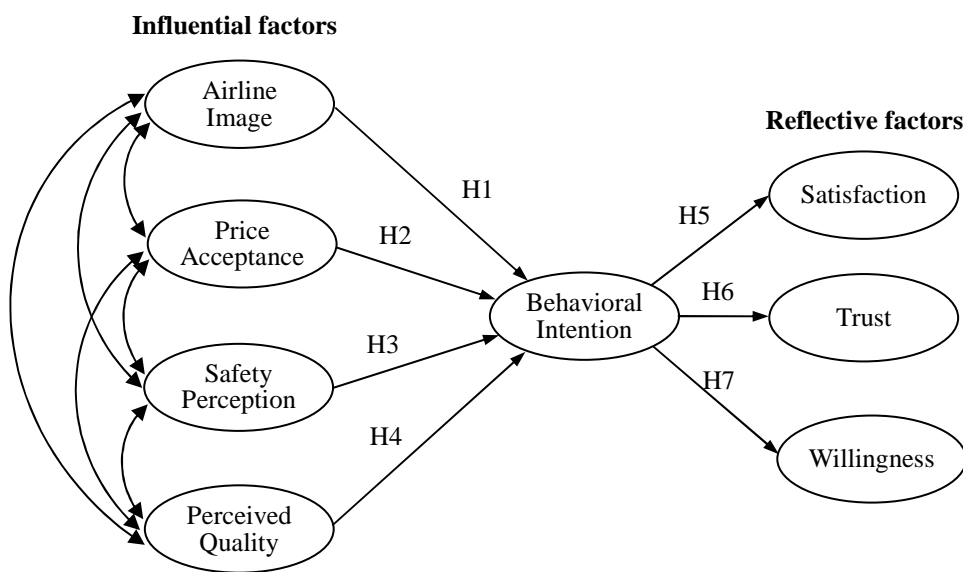 Influential factors
Airline
Image
Reflective factors
H1
Satisfaction
H5
Price
Acceptance
H2
Behavioral
Intention
H6
Trust
H3
Safety
Perception
H7
H4
Willingness
Perceived
Quality